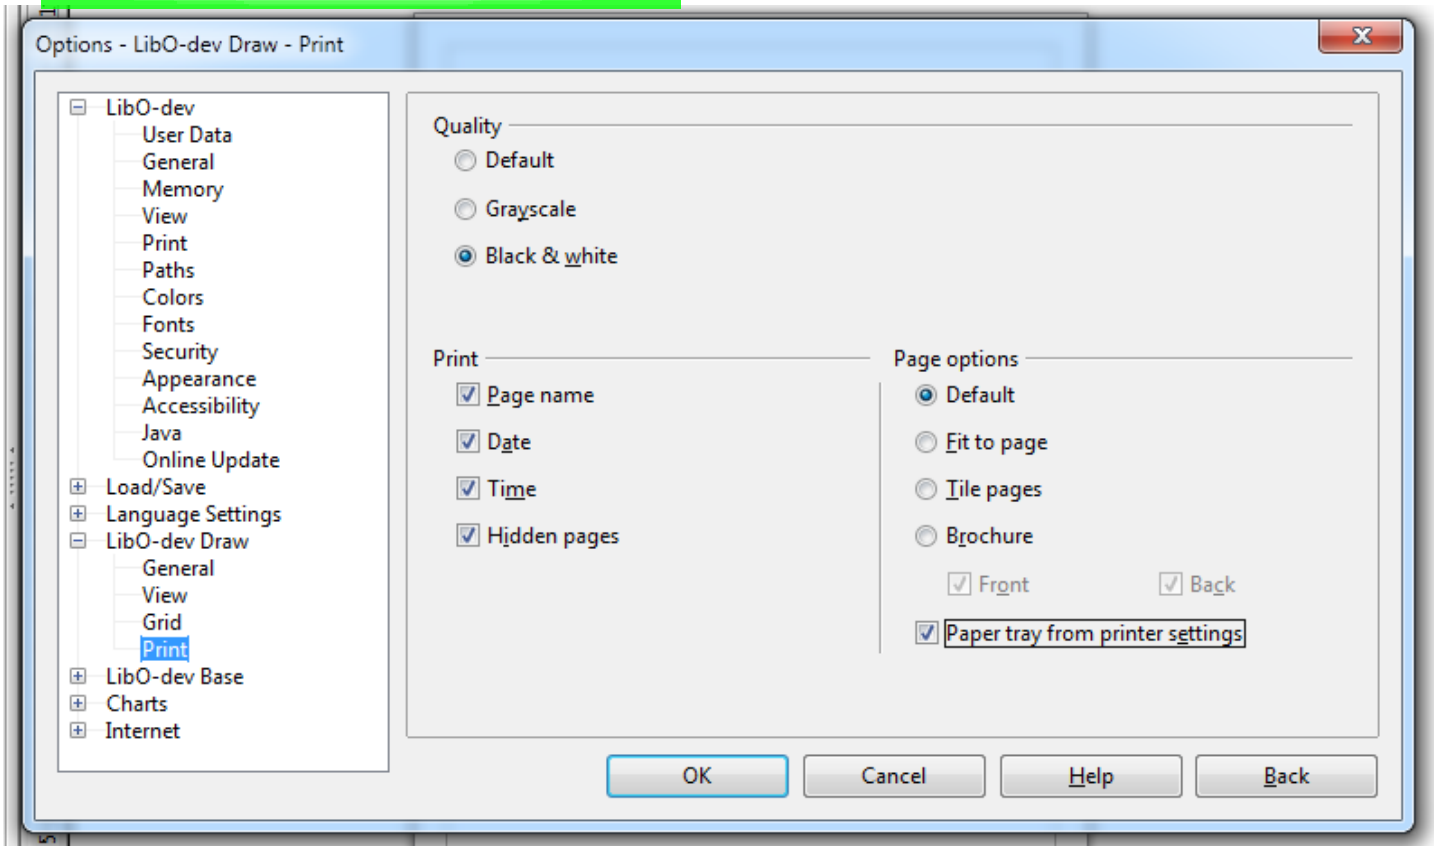 Options - LibO-dev Draw - Print
LibO-dev
User Data
General
Memory
View
Print
Paths
Colors
Fonts
Security
Appearance
Accessibility
Java
Online Update
Load/Save
Language Settings
LibO-dev Draw
General
View
Grid
Print
LibO-dev Base
Charts
Internet
Quality
Default
Grayscale
Black & white
Print
Page name
Date
Time
Hidden pages
Page options
Default
Fit to page
Tile pages
Brochure
Front Back
Paper tray from printer settings
OK Cancel Help Back